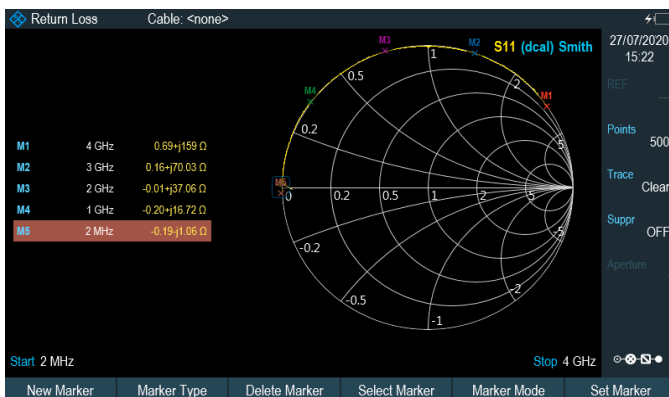 Return Loss Cable: <none>
27/07/2020
15:22
S11 (dcal) Smith
REF
Points
500
Trace
Clear
Suppr
OFF
Aperture
M1 4 GHz 0.69+j159 Ω
M2 3 GHz 0.16+j70.03 Ω
M3 2 GHz -0.01+j37.06 Ω
M4 1 GHz -0.20+j16.72 Ω
M5 2 MHz -0.19-j1.06 Ω
M3
M2
M1
M4
M5
0.5
1
2
0.2
5
0
0.2
0.5
1
2
5
-0.2
-5
-0.5
-2
-1
Start 2 MHz
Stop 4 GHz
New Marker Marker Type Delete Marker Select Marker Marker Mode Set Marker